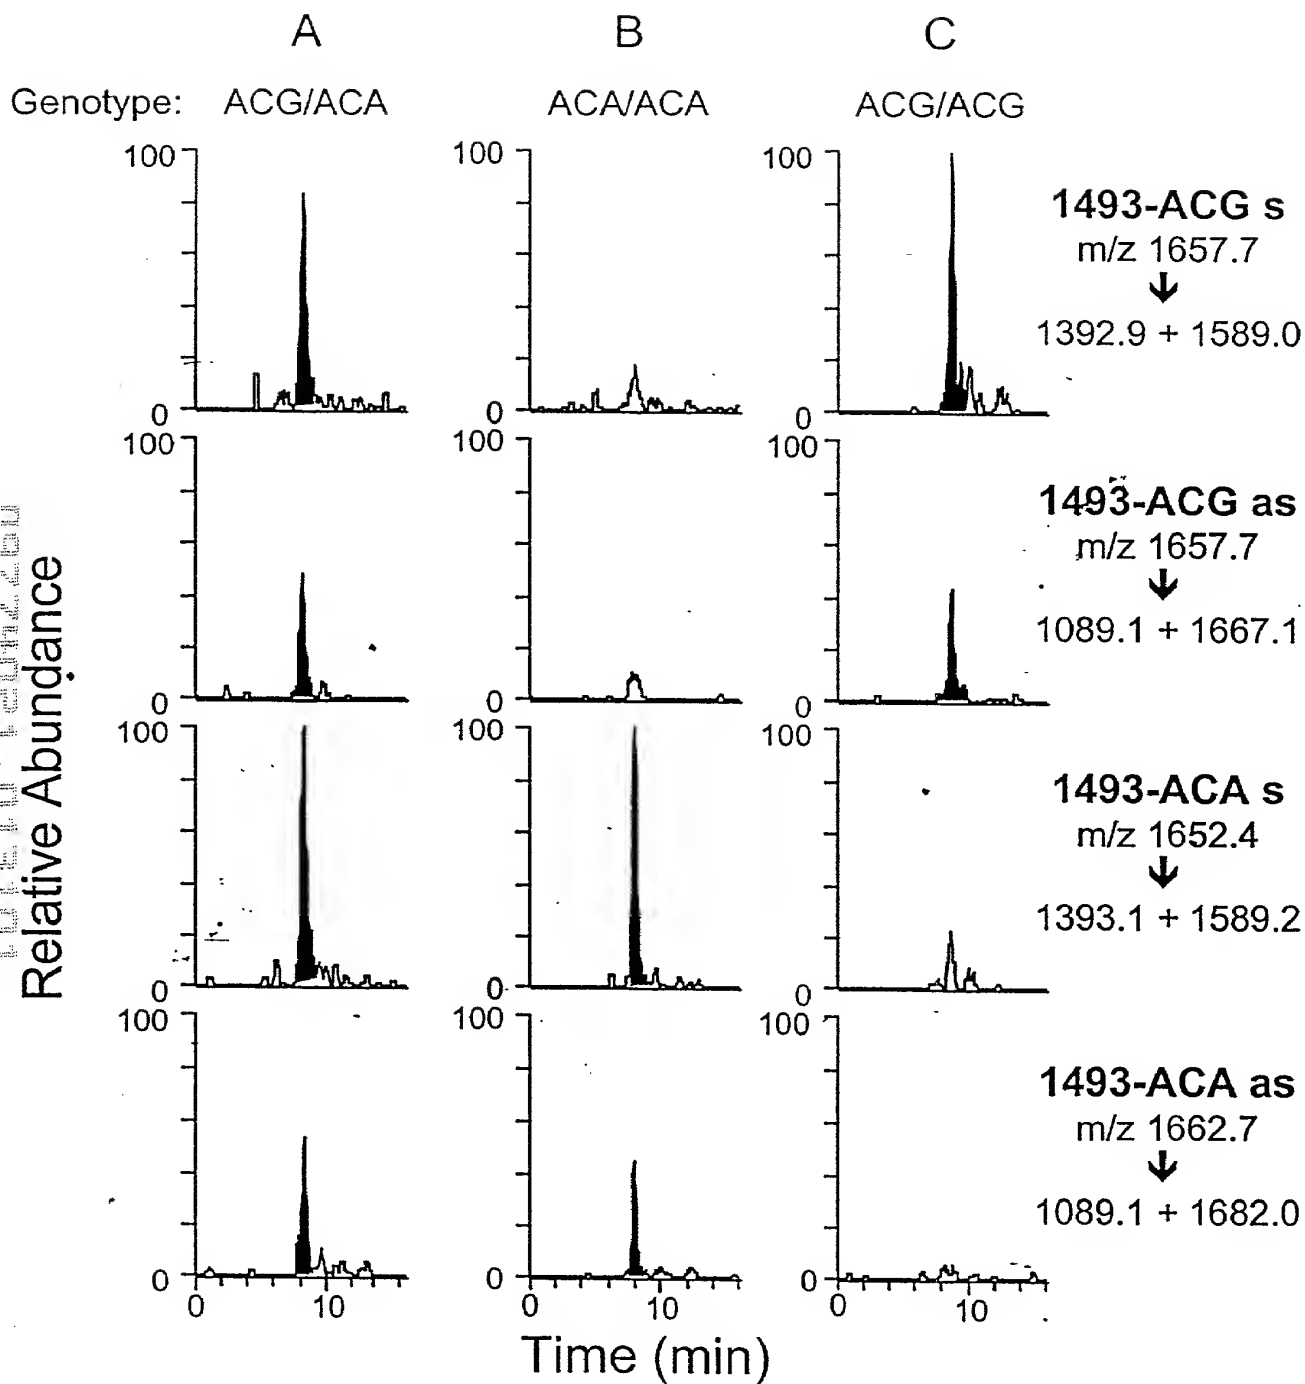 A B C
Genotype: ACG/ACA ACA/ACA ACG/ACG
100 100 100
1493-ACG s
m/z 1657.7
1392.9 + 1589.0
0 0 0
100 100 100
1493-ACG as
m/z 1657.7
1089.1 + 1667.1
0 0 0
100 100 100
1493-ACA s
m/z 1652.4
1393.1 + 1589.2
0 0 0
100 100 100
1493-ACA as
m/z 1662.7
1089.1 + 1682.0
0 0 0
0 10 0 10 0 10
Time (min)
Relative Abundance